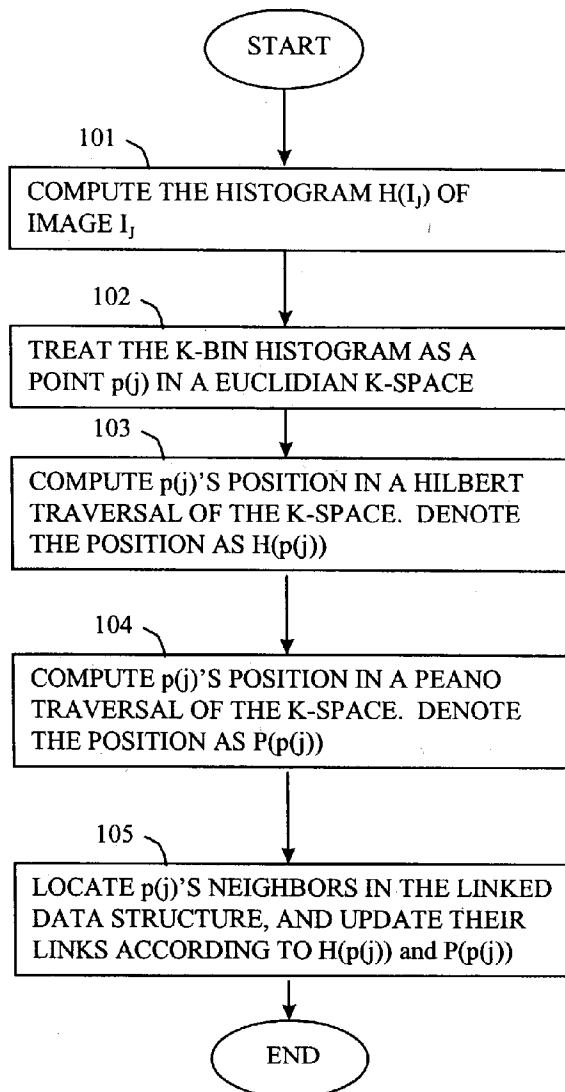 START
101
COMPUTE THE HISTOGRAM H(I_J) OF
IMAGE I_J
102
TREAT THE K-BIN HISTOGRAM AS A
POINT p(j) IN A EUCLIDIAN K-SPACE
103
COMPUTE p(j)'S POSITION IN A HILBERT
TRAVERSAL OF THE K-SPACE. DENOTE
THE POSITION AS H(p(j))
104
COMPUTE p(j)'S POSITION IN A PEANO
TRAVERSAL OF THE K-SPACE. DENOTE
THE POSITION AS P(p(j))
105
LOCATE p(j)'S NEIGHBORS IN THE LINKED
DATA STRUCTURE, AND UPDATE THEIR
LINKS ACCORDING TO H(p(j)) and P(p(j))
END